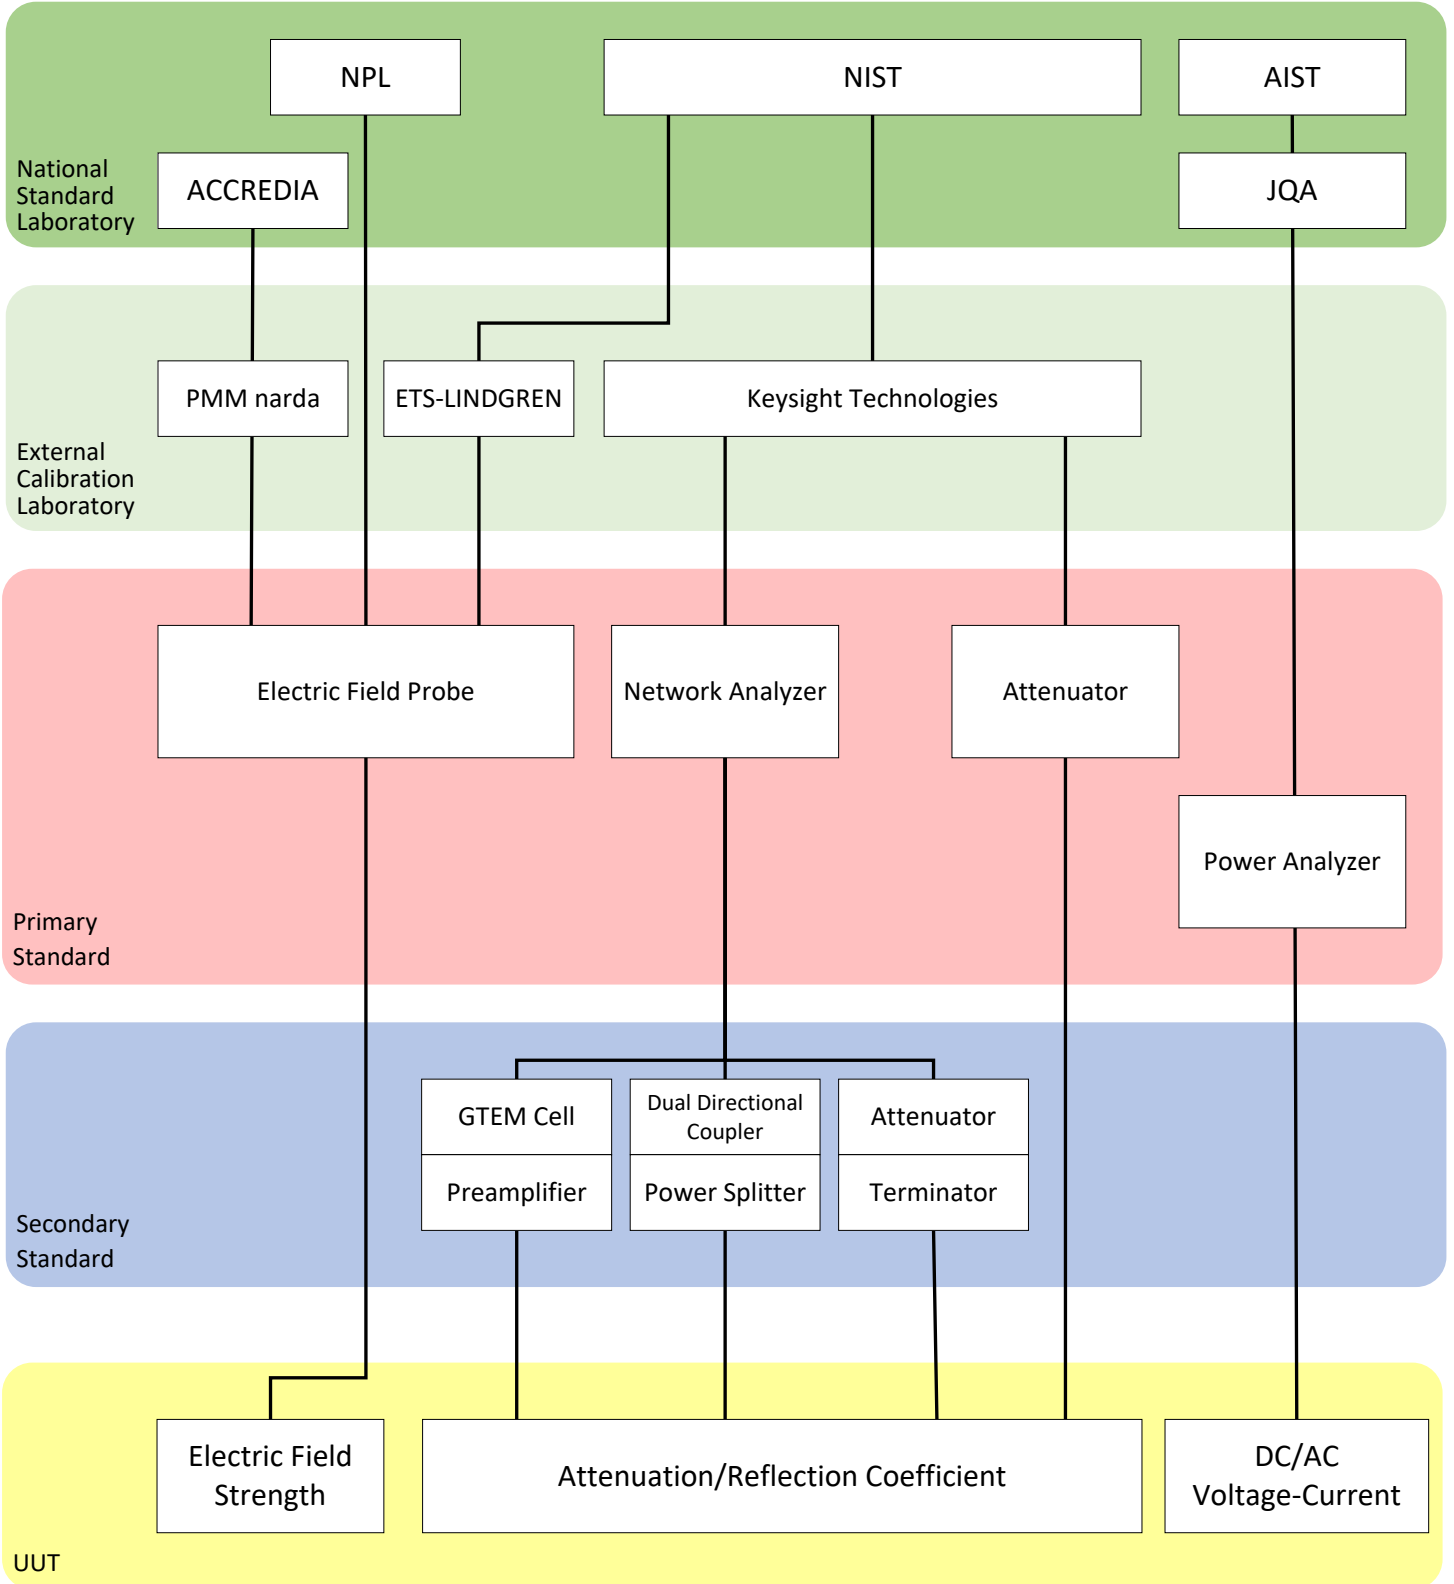 NPL
NIST
AIST
National
Standard
Laboratory
ACCREDIA
JQA
PMM narda
ETS-LINDGREN
Keysight Technologies
External
Calibration
Laboratory
Electric Field Probe
Network Analyzer
Attenuator
Power Analyzer
Primary
Standard
GTEM Cell
Dual Directional
Coupler
Attenuator
Preamplifier
Power Splitter
Terminator
Secondary
Standard
Electric Field
Strength
Attenuation/Reflection Coefficient
DC/AC
Voltage-Current
UUT